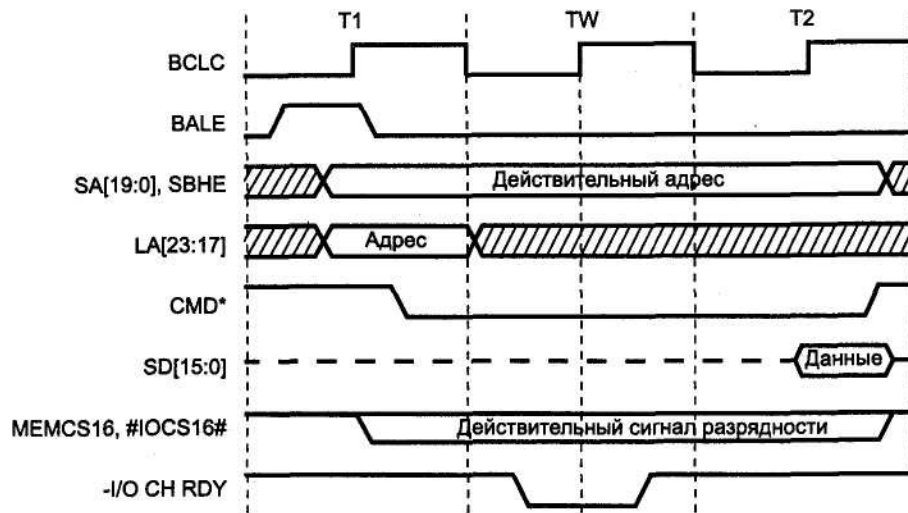 T1 TW T2
BCLC
BALE
SA[19:0], SBHE Действительный адрес
LA[23:17] Адрес
CMD*
SD[15:0] Данные
MEMCS16, #IOCS16# Действительный сигнал разрядности
-I/O CH RDY